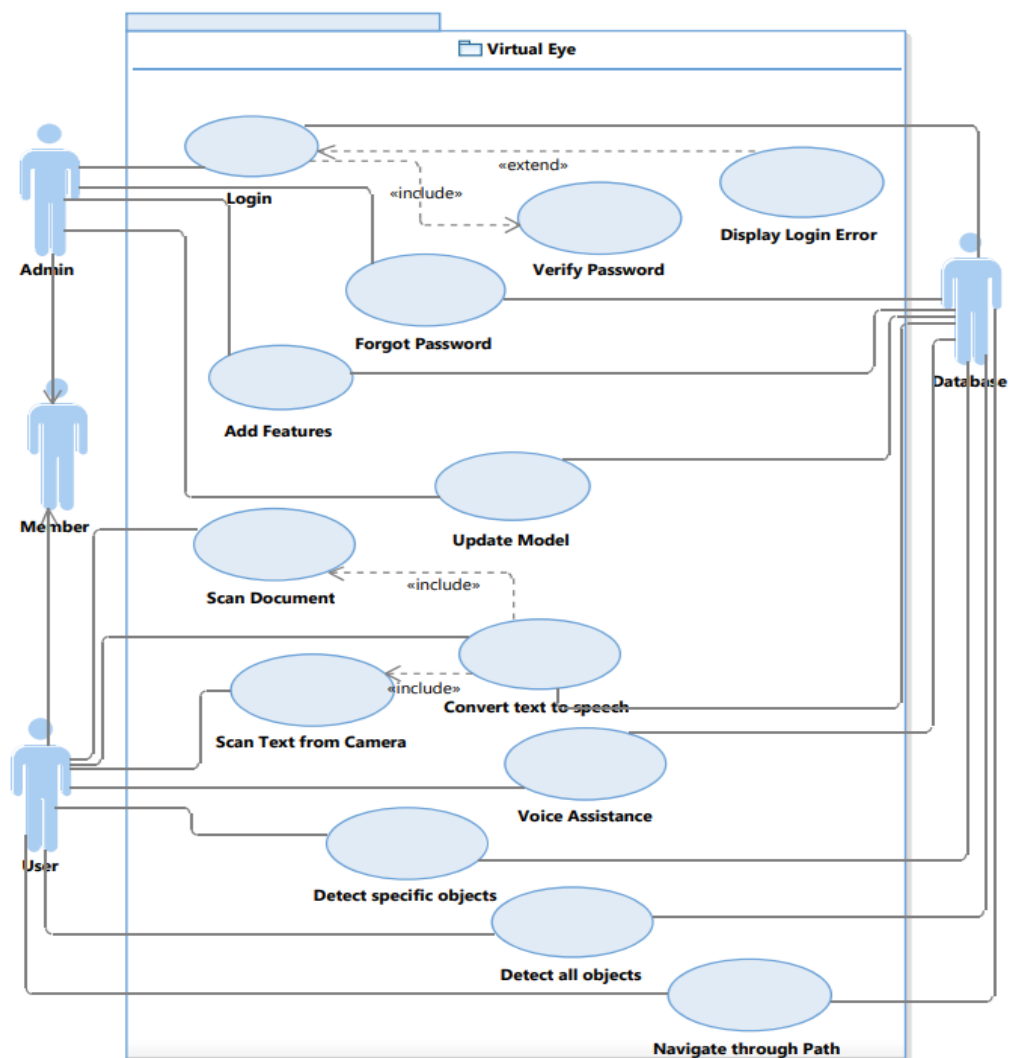 Virtual Eye
«extend»
«include»
Login
Display Login Error
Verify Password
Admin
Forgot Password
Database
Add Features
Member
Update Model
«include»
Scan Document
«include»
Convert text to speech
Scan Text from Camera
Voice Assistance
User
Detect specific objects
Detect all objects
Navigate through Path